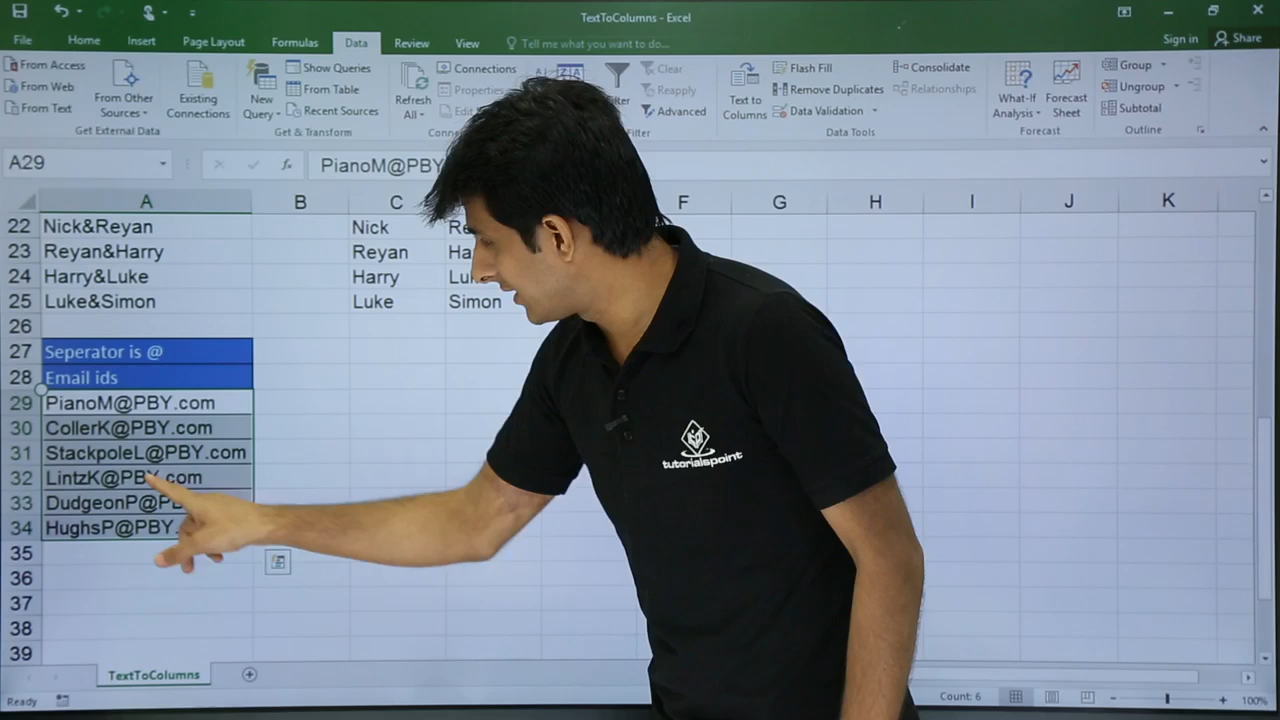 TextToColumns - Excel
File Home Insert Page Layout Formulas Data Review View Tell me what you want to do... Sign in Share
From Access
From Web
From Text
From Other Sources
Existing Connections
Get External Data
New Query
Show Queries
From Table
Recent Sources
Get & Transform
Refresh All
Connections
Properties
Clear
Reapply
Advanced
Text to Columns
Flash Fill
Remove Duplicates
Data Validation
Consolidate
Relationships
Data Tools
What-If Analysis
Forecast Sheet
Forecast
Group
Ungroup
Subtotal
Outline
A29 fx PianoM@PBY
A B C F G H I J K
22 Nick&Reyan Nick
23 Reyan&Harry Reyan
24 Harry&Luke Harry
25 Luke&Simon Luke Simon
26
27 Seperator is @
28 Email ids
29 PianoM@PBY.com
30 CollerK@PBY.com
31 StackpoleL@PBY.com
32 LintzK@PBY.com
33 DudgeonP@
34 HughsP@PBY.
35
36
37
38
39
tutorialspoint
TextToColumns
Ready Count: 6 100%